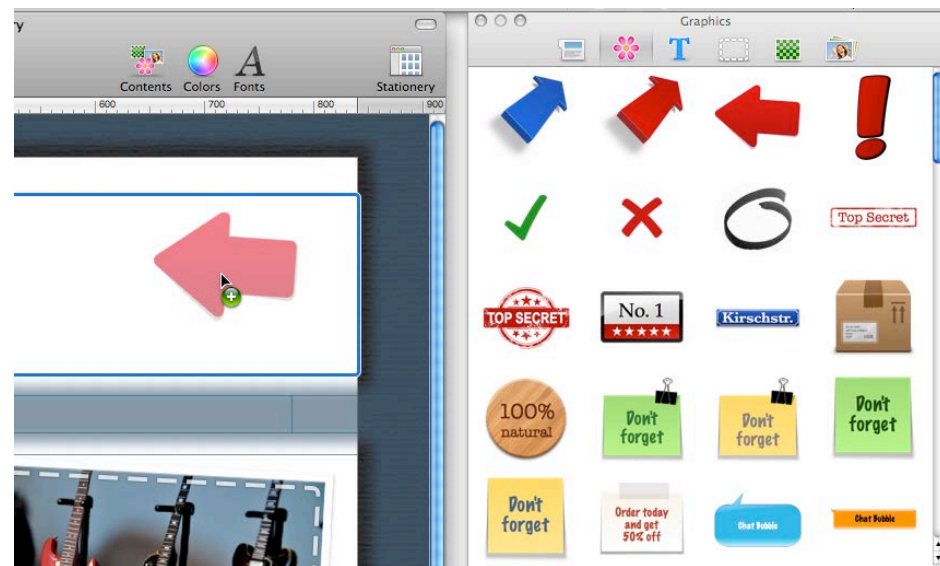 ry
Graphics
Contents Colors Fonts
Stationery
600
700
800
900
Top Secret
TOP SECRET
No. 1
Kirschstr.
100%
natural
Don't
forget
Don't
forget
Don't
forget
Don't
forget
Order today
and get
50% off
Chat Bubble
Chat Bubble